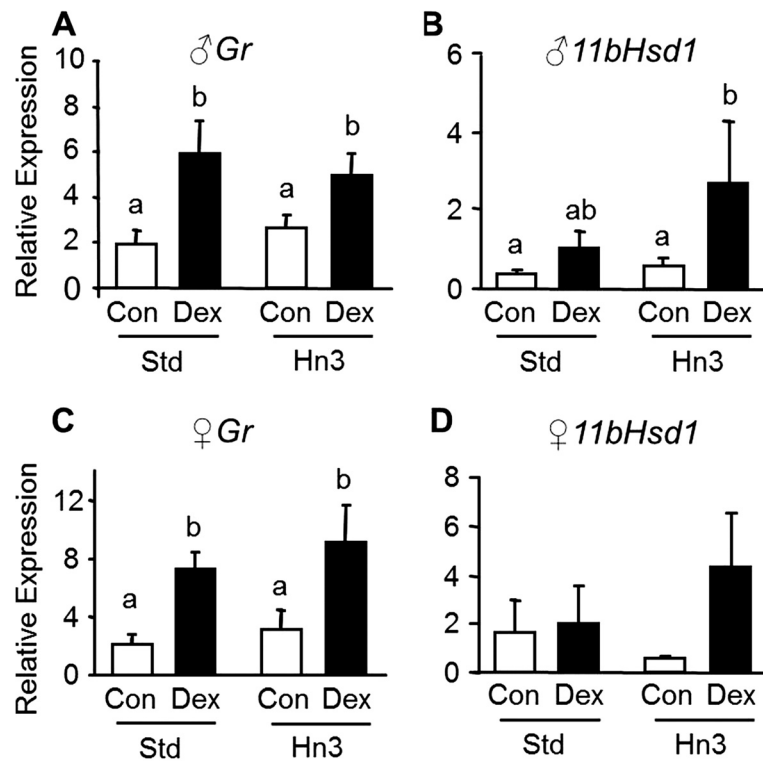 A
♂Gr
Relative Expression
10
8
6
4
2
0
a
b
a
b
Con Dex Con Dex
Std Hn3
B
♂11bHsd1
6
4
2
0
a
ab
a
b
Con Dex Con Dex
Std Hn3
C
♀Gr
Relative Expression
12
8
4
0
a
b
a
b
Con Dex Con Dex
Std Hn3
D
♀11bHsd1
8
6
4
2
0
Con Dex Con Dex
Std Hn3